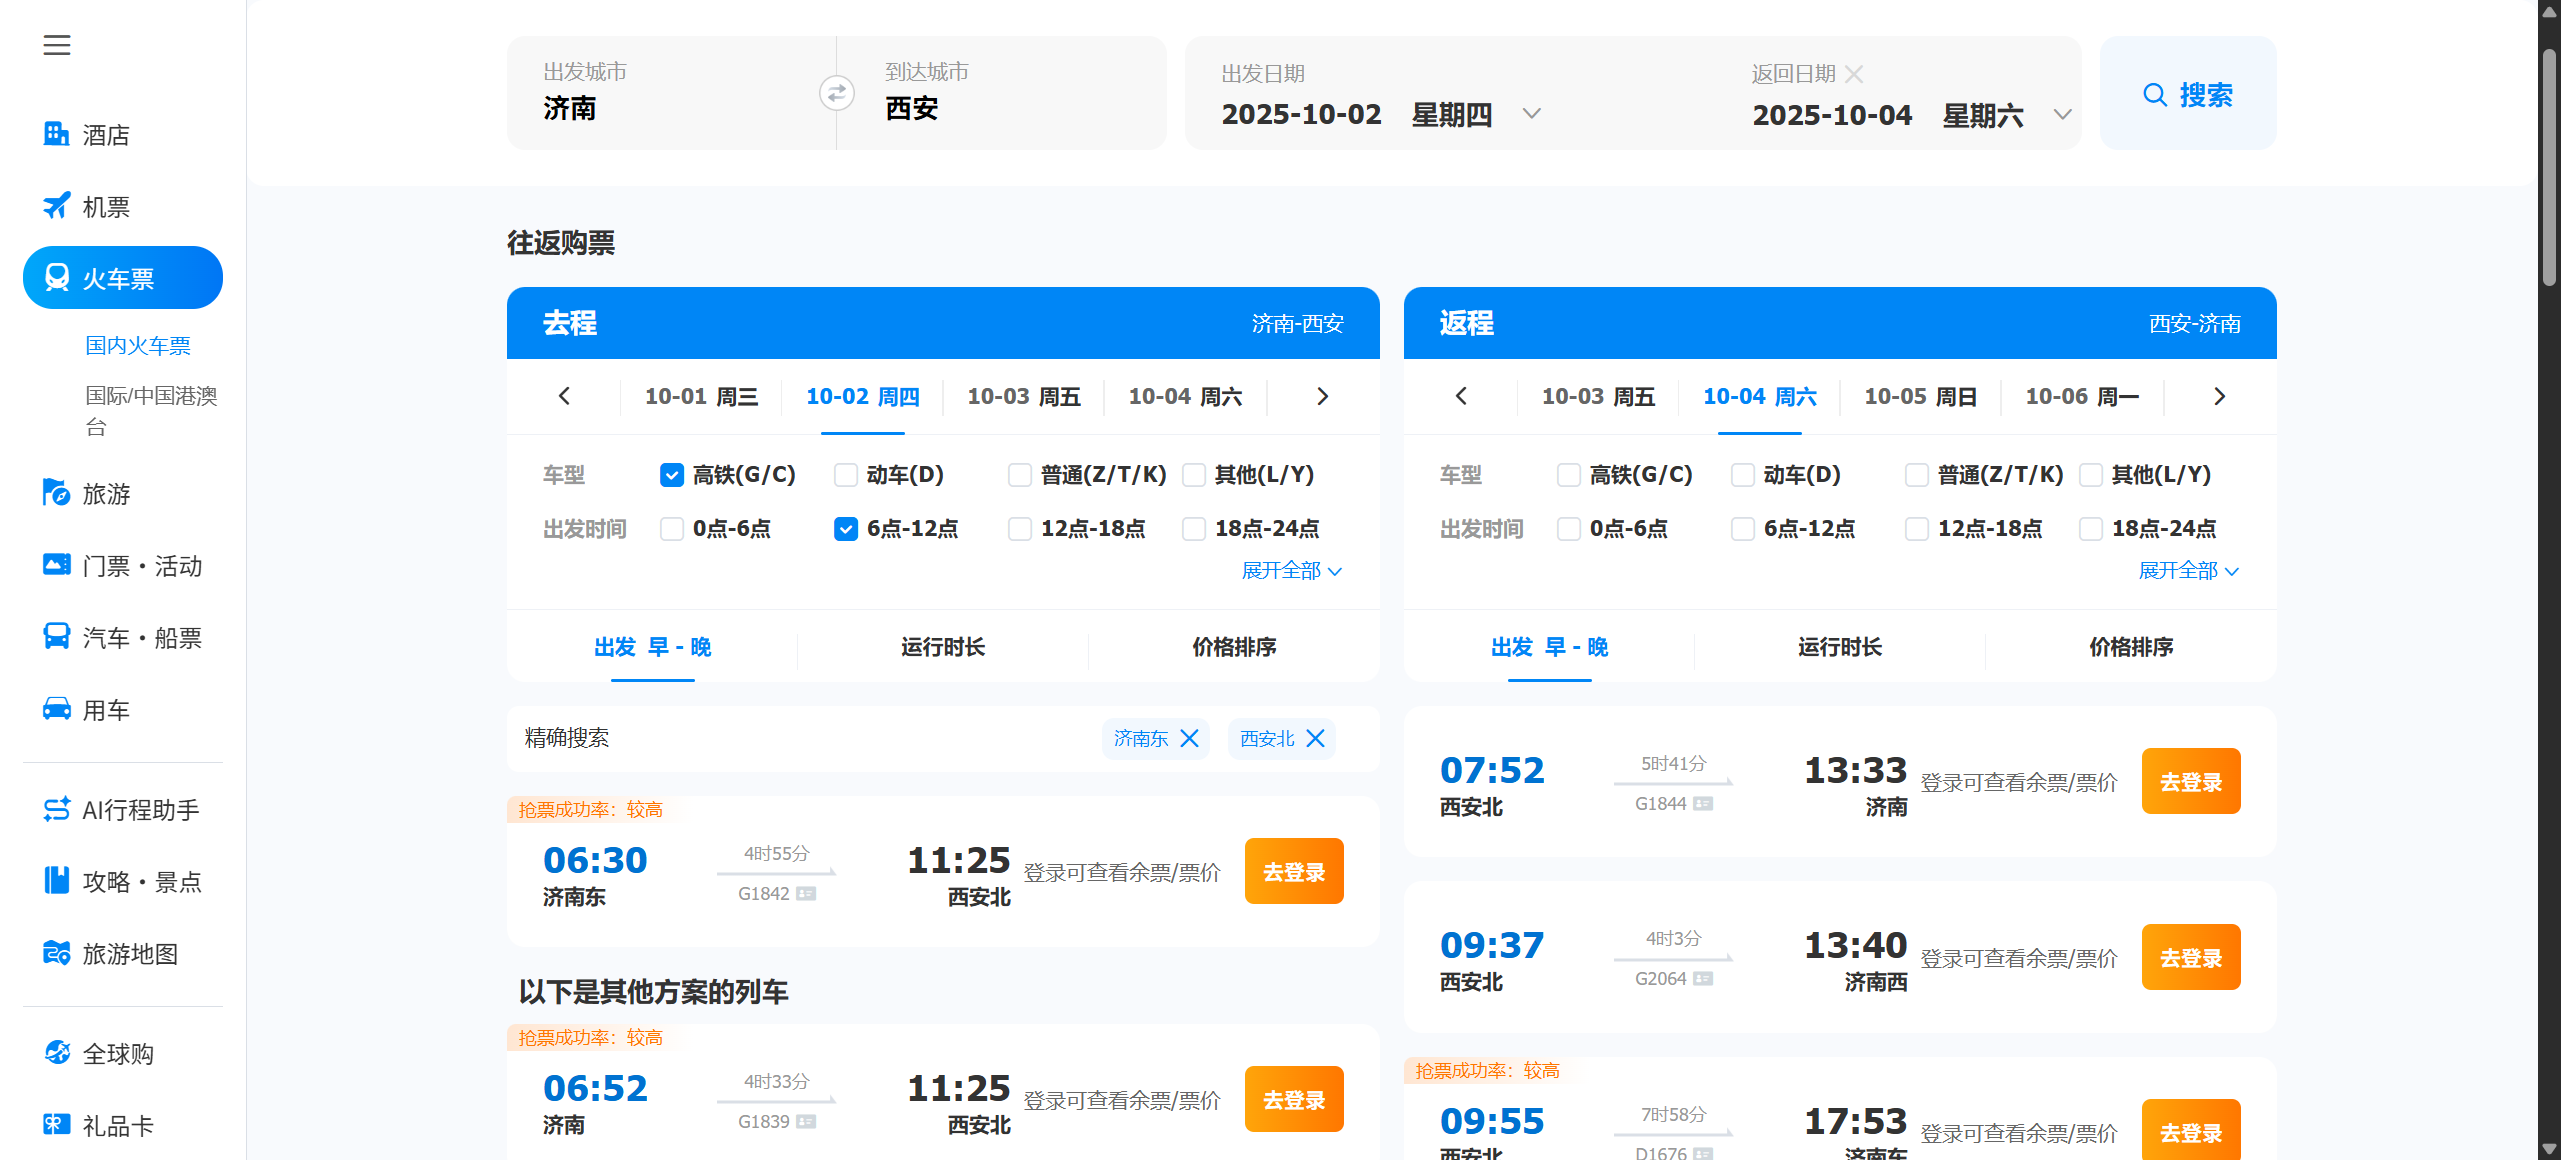 酒店
机票
火车票
国内火车票
国际/中国港澳
台
旅游
门票・活动
汽车・船票
用车
AI行程助手
攻略・景点
旅游地图
全球购
礼品卡
出发城市
济南
到达城市
西安
出发日期
2025-10-02 星期四
返回日期
2025-10-04 星期六
搜索
往返购票
去程 济南-西安
10-01 周三 10-02 周四 10-03 周五 10-04 周六
车型 高铁(G/C) 动车(D) 普通(Z/T/K) 其他(L/Y)
出发时间 0点-6点 6点-12点 12点-18点 18点-24点
展开全部
出发 早 - 晚 运行时长 价格排序
精确搜索 济南东 西安北
抢票成功率：较高
06:30 4时55分 11:25 登录可查看余票/票价 去登录
济南东 G1842 西安北
以下是其他方案的列车
抢票成功率：较高
06:52 4时33分 11:25 登录可查看余票/票价 去登录
济南 G1839 西安北
返程 西安-济南
10-03 周五 10-04 周六 10-05 周日 10-06 周一
车型 高铁(G/C) 动车(D) 普通(Z/T/K) 其他(L/Y)
出发时间 0点-6点 6点-12点 12点-18点 18点-24点
展开全部
出发 早 - 晚 运行时长 价格排序
07:52 5时41分 13:33 登录可查看余票/票价 去登录
西安北 G1844 济南
09:37 4时3分 13:40 登录可查看余票/票价 去登录
西安北 G2064 济南西
抢票成功率：较高
09:55 7时58分 17:53 登录可查看余票/票价 去登录
西安北 D1676 济南东